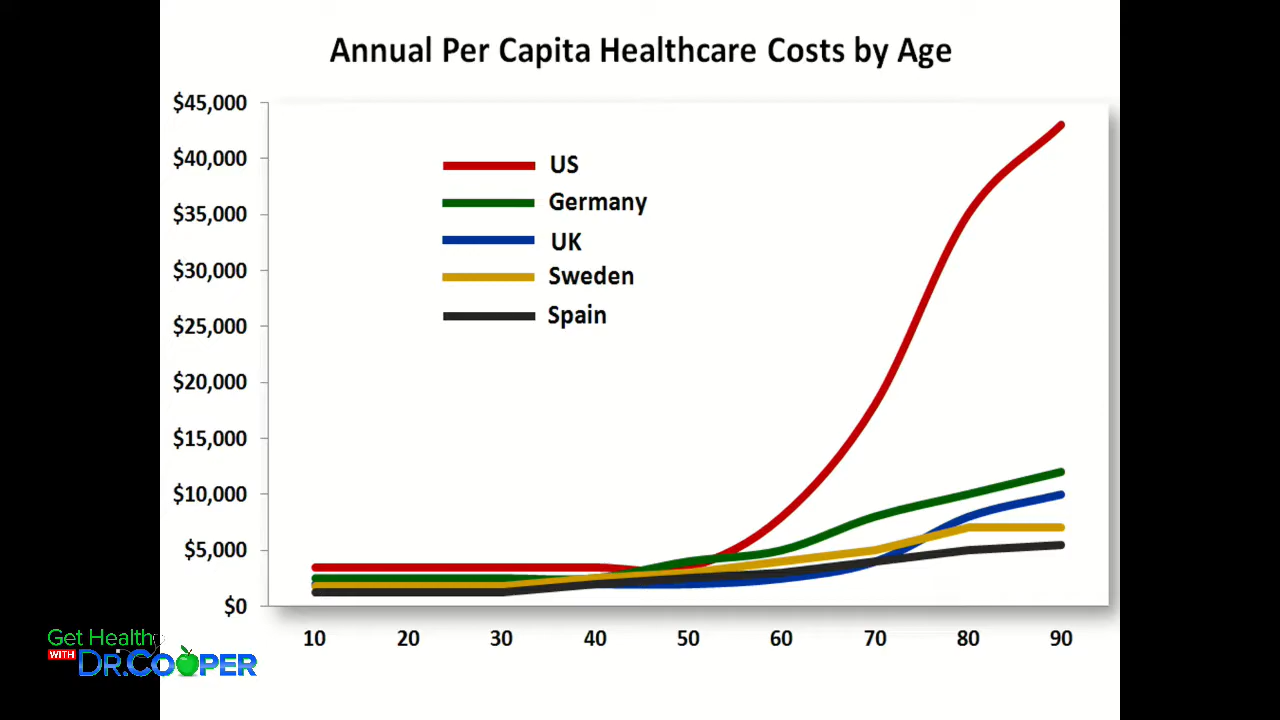 Annual Per Capita Healthcare Costs by Age
$45,000
$40,000
$35,000
$30,000
$25,000
$20,000
$15,000
$10,000
$5,000
$0
US
Germany
UK
Sweden
Spain
10 20 30 40 50 60 70 80 90
Get Healthy
WITH DR.COOPER